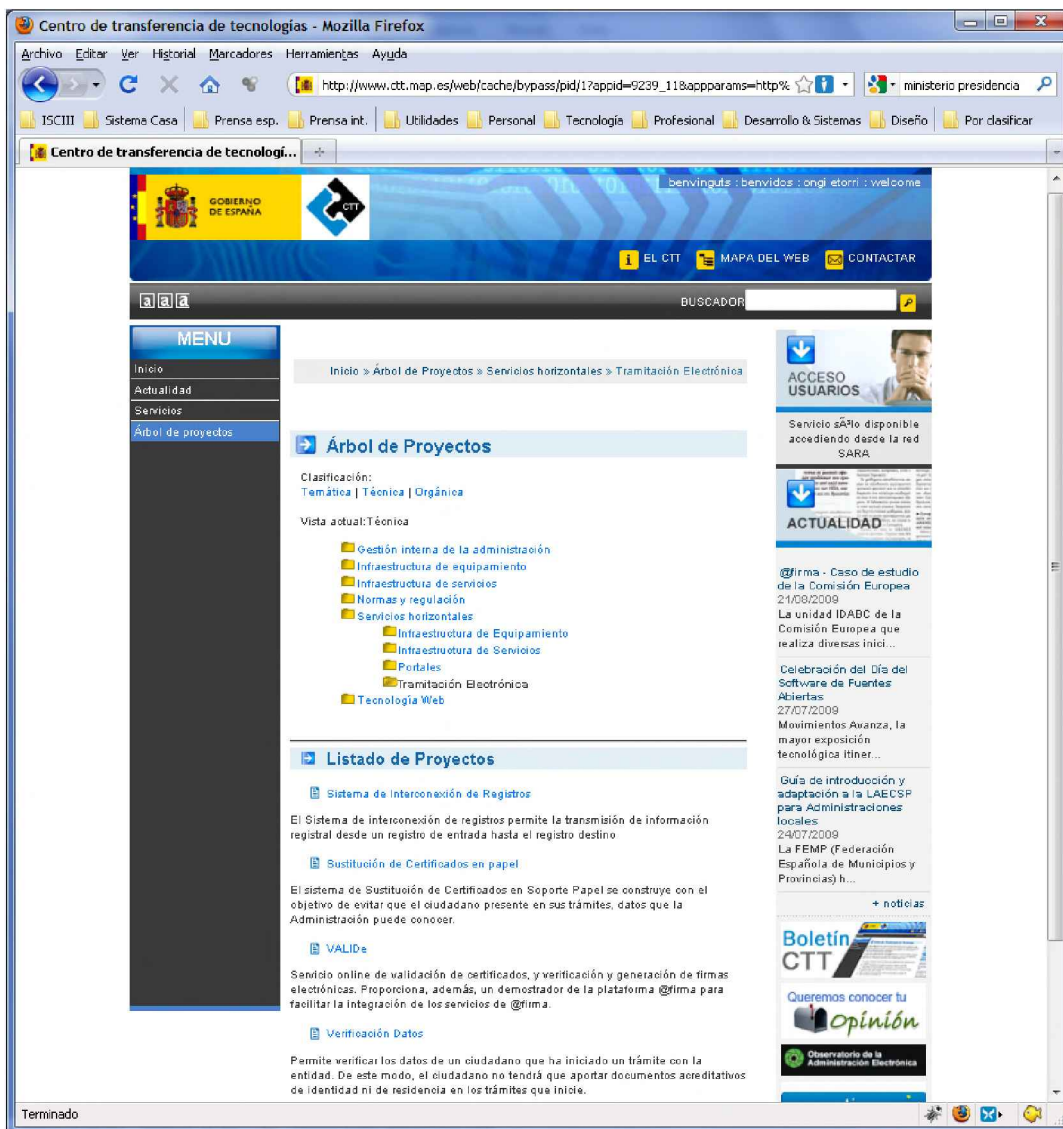 Centro de transferencia de tecnologías - Mozilla Firefox
Archivo Editar Ver Historial Marcadores Herramientas Ayuda
http://www.ctt.map.es/web/cache/bypass/pid/1?appid=9239_11&appparams=http%
ministerio presidencia
ISCIII Sistema Casa Prensa esp. Prensa int. Utilidades Personal Tecnología Profesional Desarrollo & Sistemas Diseño Por clasificar
Centro de transferencia de tecnologí...
benvinguts : benvidos : ongi etorri : welcome
GOBIERNO
DE ESPAÑA
CTT
EL CTT MAPA DEL WEB CONTACTAR
a a a
BUSCADOR
MENU
Inicio
Actualidad
Servicios
Árbol de proyectos
Inicio » Árbol de Proyectos » Servicios horizontales » Tramitación Electrónica
Árbol de Proyectos
Clasificación:
Temática | Técnica | Orgánica
Vista actual:Técnica
Gestión interna de la administración
Infraestructura de equipamiento
Infraestructura de servicios
Normas y regulación
Servicios horizontales
Infraestructura de Equipamiento
Infraestructura de Servicios
Portales
Tramitación Electrónica
Tecnología Web
Listado de Proyectos
Sistema de Interconexión de Registros
El Sistema de interconexión de registros permite la transmisión de información
registral desde un registro de entrada hasta el registro destino
Sustitución de Certificados en papel
El sistema de Sustitución de Certificados en Soporte Papel se construye con el
objetivo de evitar que el ciudadano presente en sus trámites, datos que la
Administración puede conocer.
VALIDe
Servicio online de validación de certificados, y verificación y generación de firmas
electrónicas. Proporciona, además, un demostrador de la plataforma @firma para
facilitar la integración de los servicios de @firma.
Verificación Datos
Permite verificar los datos de un ciudadano que ha iniciado un trámite con la
entidad. De este modo, el ciudadano no tendrá que aportar documentos acreditativos
de identidad ni de residencia en los trámites que inicie.
ACCESO
USUARIOS
Servicio sÃ³lo disponible
accediendo desde la red
SARA
ACTUALIDAD
@firma - Caso de estudio
de la Comisión Europea
21/08/2009
La unidad IDABC de la
Comisión Europea que
realiza diversas inici...
Celebración del Día del
Software de Fuentes
Abiertas
27/07/2009
Movimientos Avanza, la
mayor exposición
tecnológica itiner...
Guía de introducción y
adaptación a la LAECSP
para Administraciones
locales
24/07/2009
La FEMP (Federación
Española de Municipios y
Provincias) h...
+ noticias
Boletín
CTT
Queremos conocer tu
Opinión
Observatorio de la
Administración Electrónica
Terminado